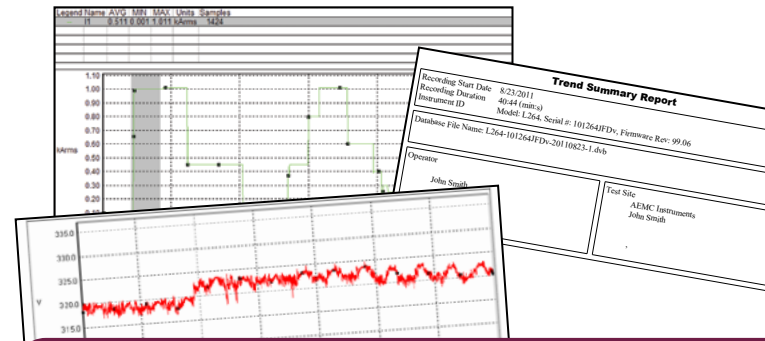 Legend Name AVG MIN MAX Units Samples
I1 0.511 0.001 1.011 kArms 1424
1.10
1.00
0.90
0.80
0.70
kArms 0.60
0.50
0.40
0.30
0.20
0.10
Trend Summary Report
Recording Start Date 8/23/2011
Recording Duration 40:44 (min:s)
Instrument ID Model: L264, Serial #: 101264JFDv, Firmware Rev: 99.06
Database File Name: L264-101264JFDv-20110823-1.dvb
Operator
John Smith
Test Site
AEMC Instruments
John Smith
335.0
330.0
325.0
V 320.0
315.0